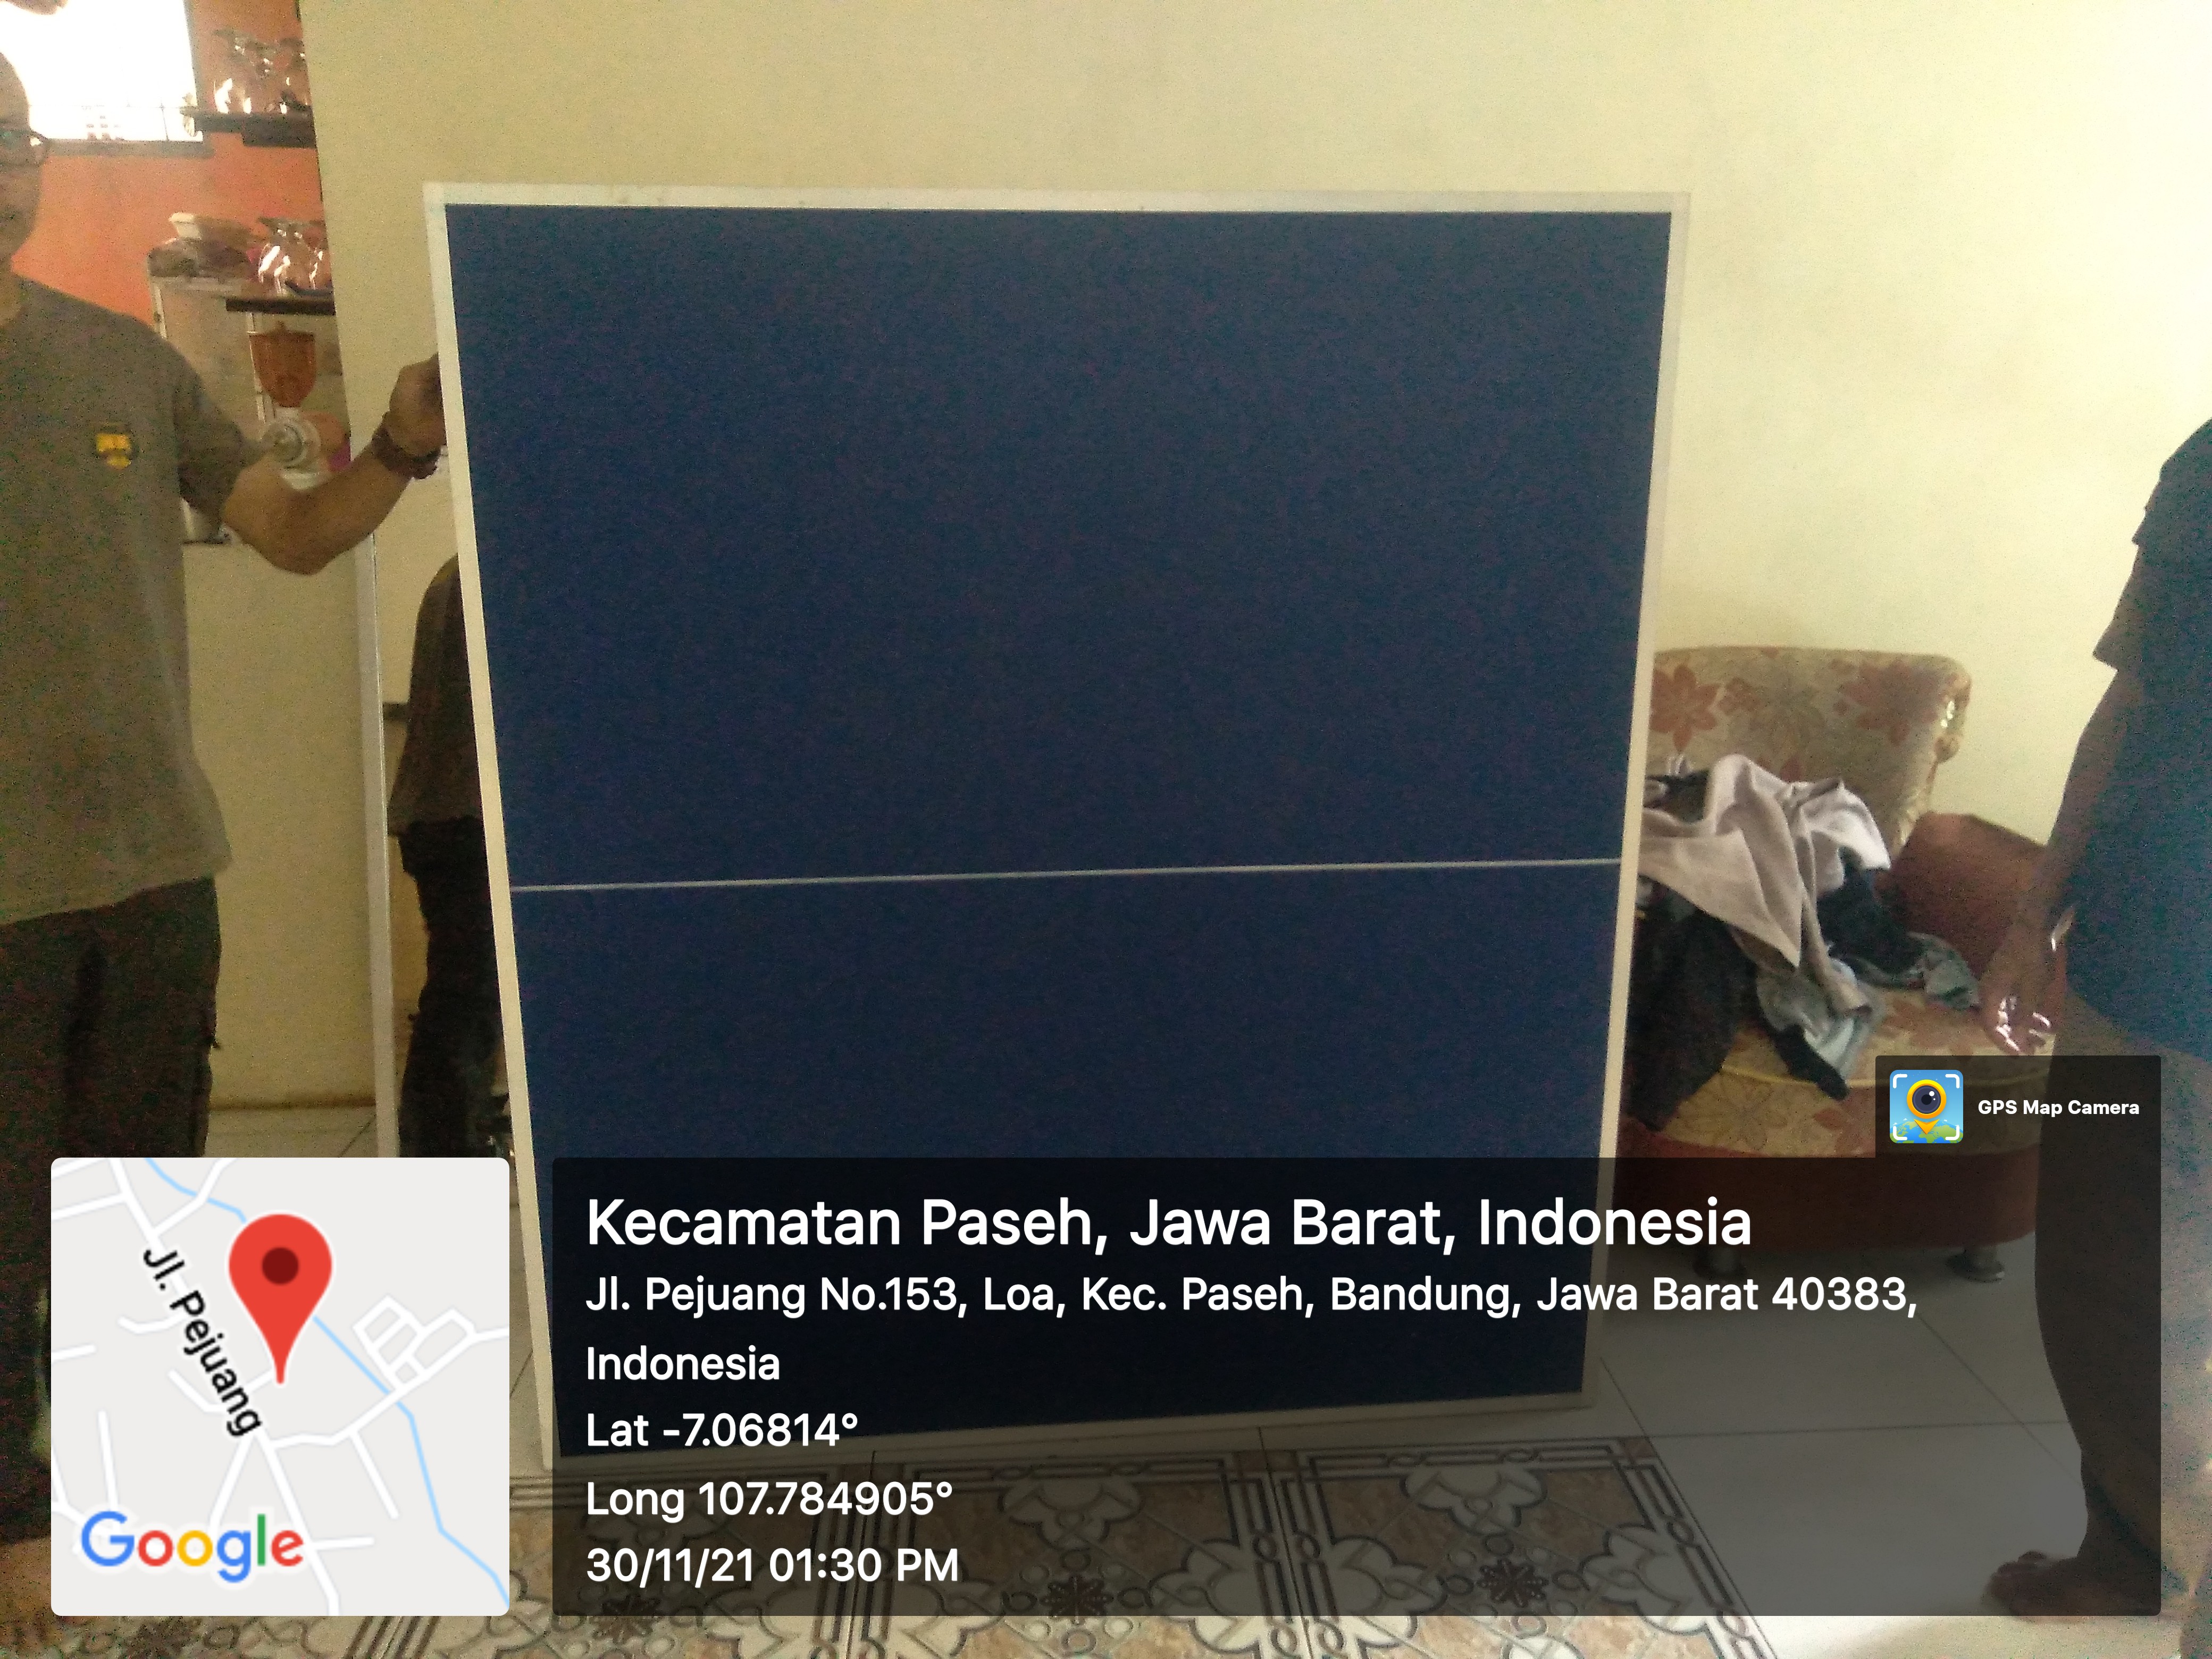 GPS Map Camera
Kecamatan Paseh, Jawa Barat, Indonesia
Jl. Pejuang No.153, Loa, Kec. Paseh, Bandung, Jawa Barat 40383,
Indonesia
Lat -7.06814°
Long 107.784905°
30/11/21 01:30 PM
Jl. Pejuang
Google